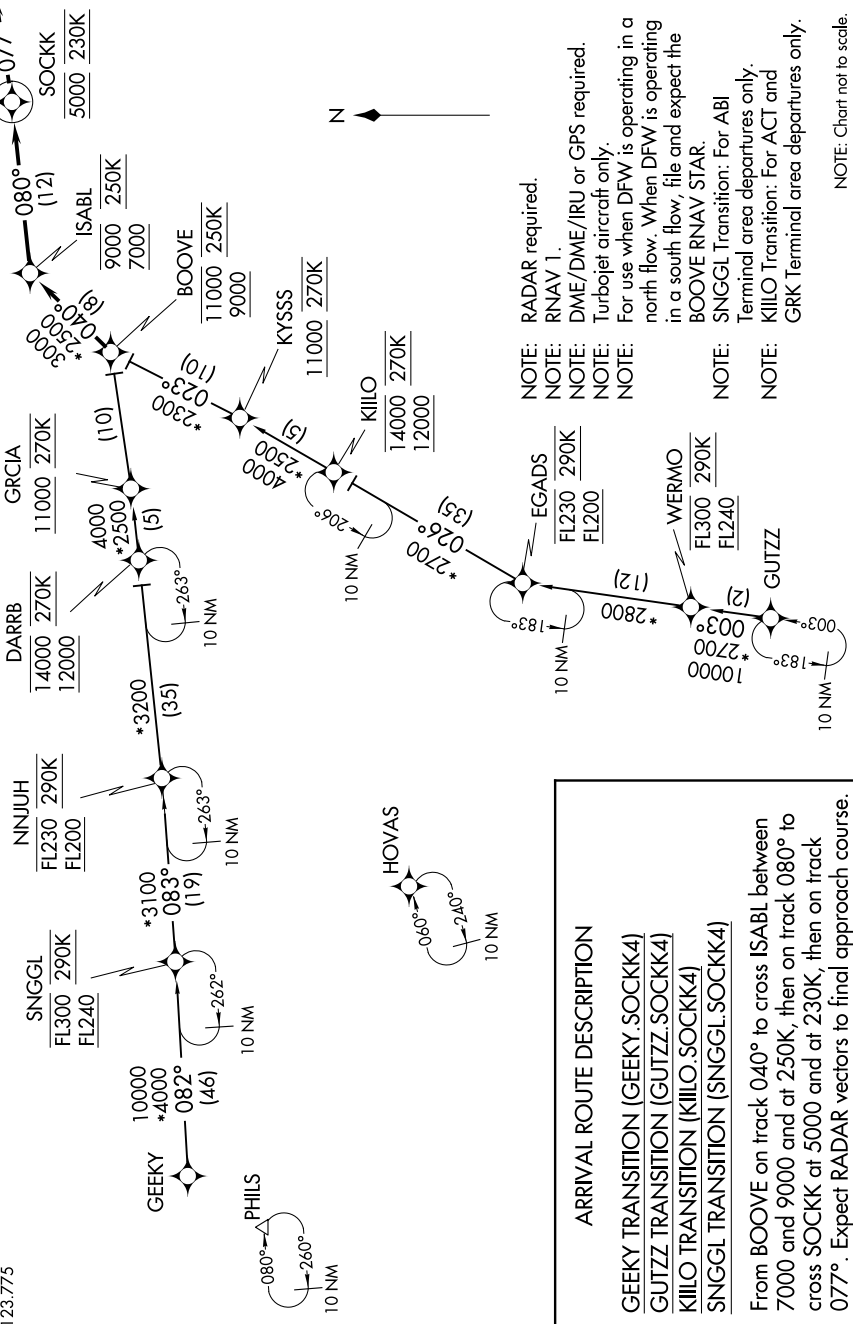 123.775
077
SOCKK
5000 230K
080°
(12)
ISABL
9000 250K
7000
3000
*2500
040°
(8)
BOOVE
11000 250K
9000
GRCIA
11000 270K
(10)
DARRB
14000 270K
12000
4000
*2500
(5)
263°
10 NM
NNJUH
FL230 290K
FL200
*3200
(35)
263°
10 NM
SNGGL
FL300 290K
FL240
*3100
083°
(19)
262°
10 NM
GEEKY
10000
*4000
082°
(46)
PHILS
080°
260°
10 NM
HOVAS
060°
240°
10 NM
KYSSS
11000 270K
*2300
023°
(10)
KIILO
14000 270K
12000
4000
*2500
(5)
206°
10 NM
EGADS
FL230 290K
FL200
*2700
026°
(35)
183°
10 NM
WERMO
FL300 290K
FL240
*2800
(12)
GUTZZ
10000
*2700
003°
(2)
183°
003°
10 NM
N
NOTE: RADAR required.
NOTE: RNAV 1.
NOTE: DME/DME/IRU or GPS required.
NOTE: Turbojet aircraft only.
NOTE: For use when DFW is operating in a
north flow. When DFW is operating
in a south flow, file and expect the
BOOVE RNAV STAR.
NOTE: SNGGL Transition: For ABI
Terminal area departures only.
NOTE: KIILO Transition: For ACT and
GRK Terminal area departures only.
NOTE: Chart not to scale.
ARRIVAL ROUTE DESCRIPTION
GEEKY TRANSITION (GEEKY.SOCKK4)
GUTZZ TRANSITION (GUTZZ.SOCKK4)
KIILO TRANSITION (KIILO.SOCKK4)
SNGGL TRANSITION (SNGGL.SOCKK4)
From BOOVE on track 040° to cross ISABL between
7000 and 9000 and at 250K, then on track 080° to
cross SOCKK at 5000 and at 230K, then on track
077°. Expect RADAR vectors to final approach course.